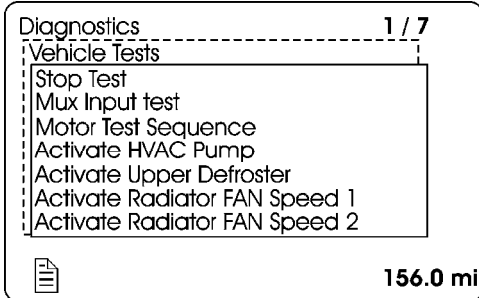 Diagnostics 1 / 7
Vehicle Tests
Stop Test
Mux Input test
Motor Test Sequence
Activate HVAC Pump
Activate Upper Defroster
Activate Radiator FAN Speed 1
Activate Radiator FAN Speed 2
156.0 mi